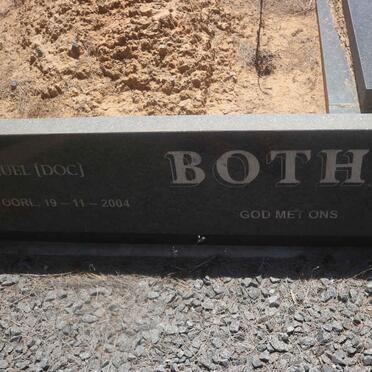 UEL [DOC] BOTH
OORL. 19 - 11 - 2004
GOD MET ONS